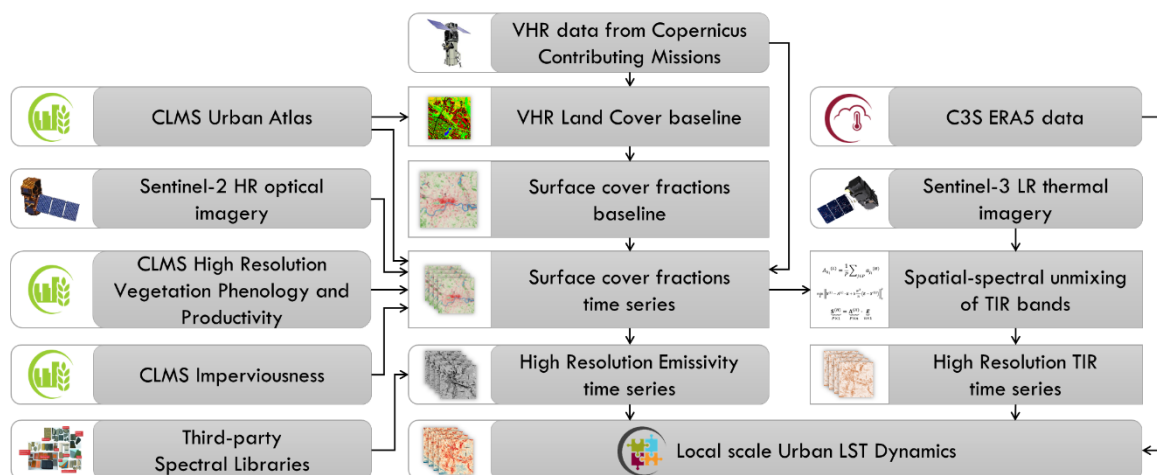 VHR data from Copernicus
Contributing Missions
CLMS Urban Atlas
VHR Land Cover baseline
C3S ERA5 data
Sentinel-2 HR optical
imagery
Surface cover fractions
baseline
Sentinel-3 LR thermal
imagery
CLMS High Resolution
Vegetation Phenology and
Productivity
Surface cover fractions
time series
Spatial-spectral unmixing
of TIR bands
CLMS Imperviousness
High Resolution Emissivity
time series
High Resolution TIR
time series
Third-party
Spectral Libraries
Local scale Urban LST Dynamics